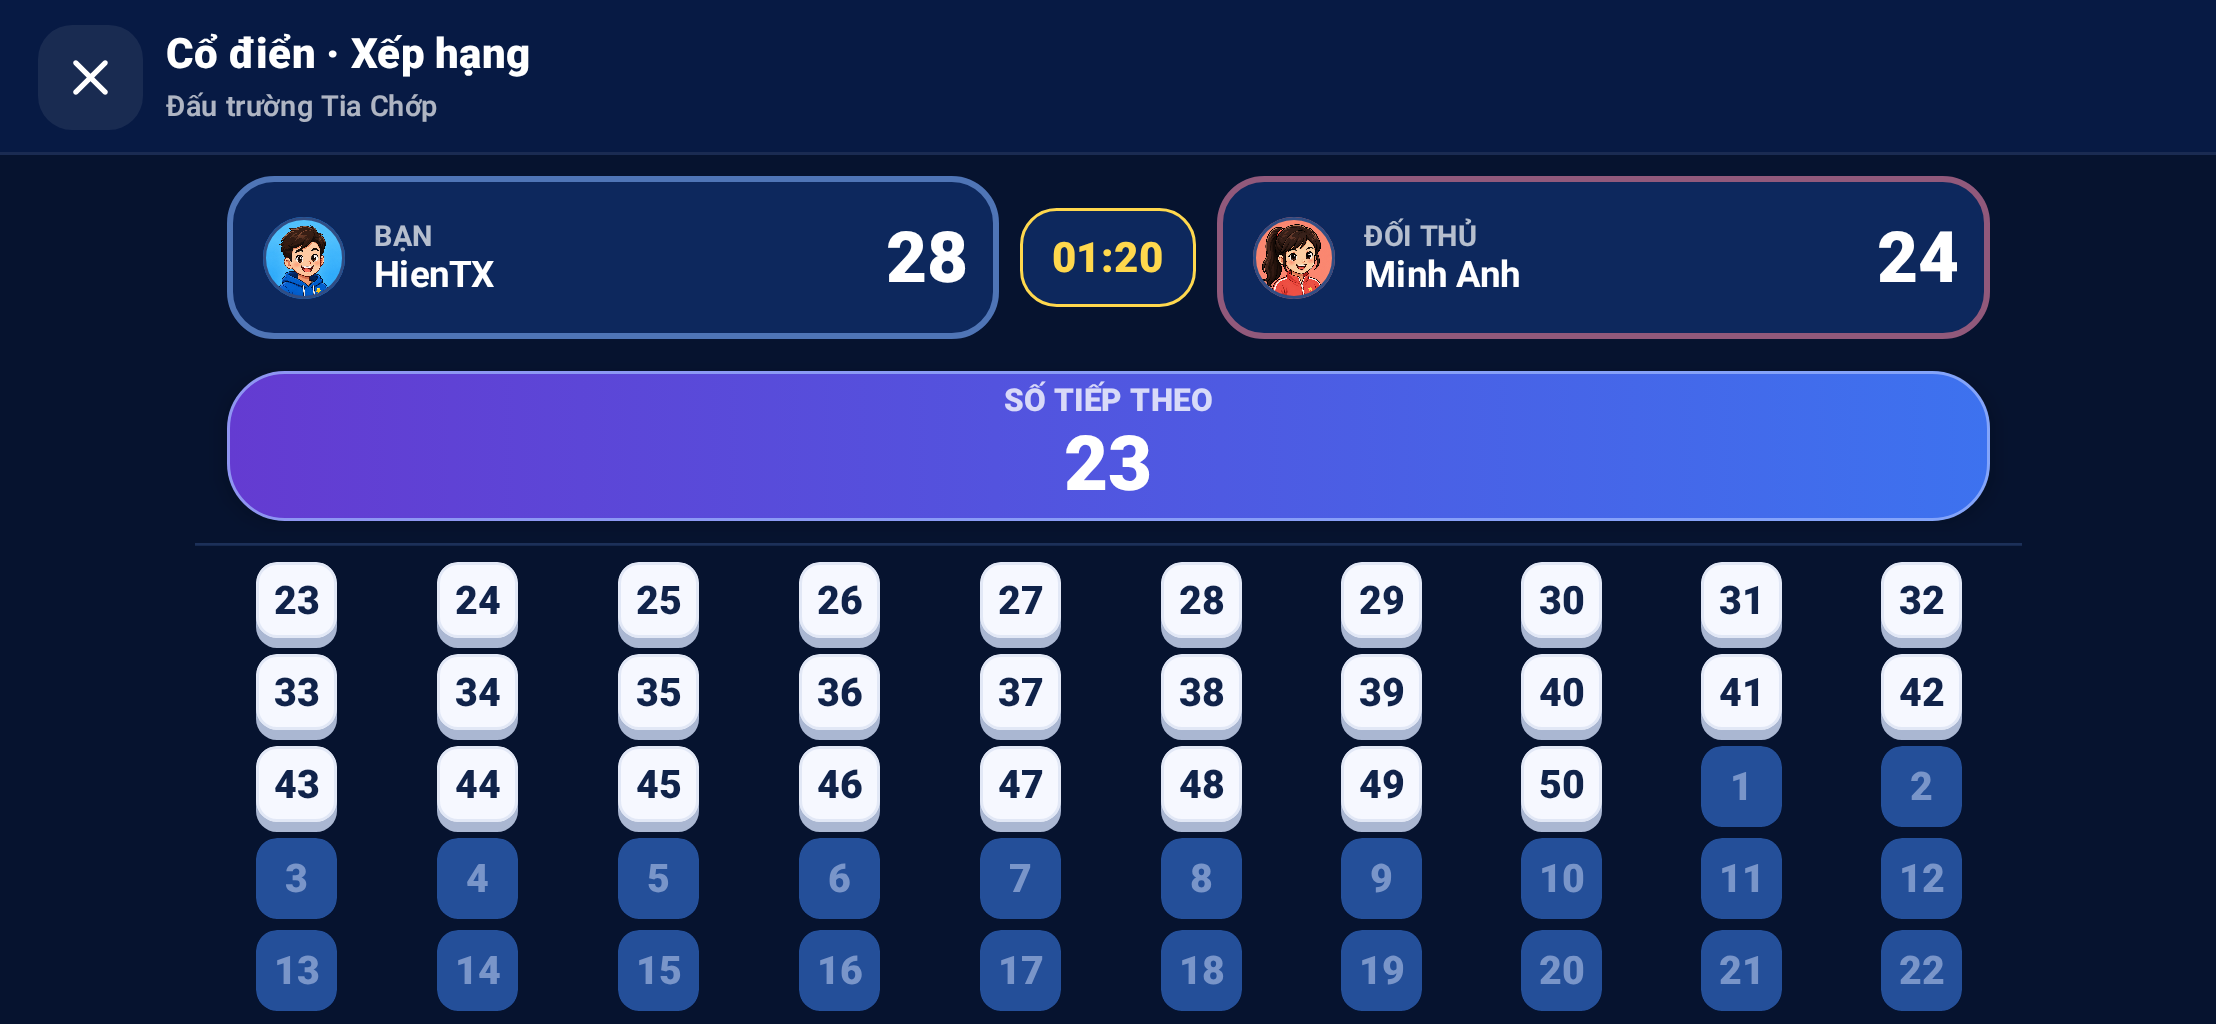 Cổ điển · Xếp hạng
Đấu trường Tia Chớp
BẠN
HienTX
28
01:20
ĐỐI THỦ
Minh Anh
24
SỐ TIẾP THEO
23
23 24 25 26 27 28 29 30 31 32
33 34 35 36 37 38 39 40 41 42
43 44 45 46 47 48 49 50 1 2
3 4 5 6 7 8 9 10 11 12
13 14 15 16 17 18 19 20 21 22